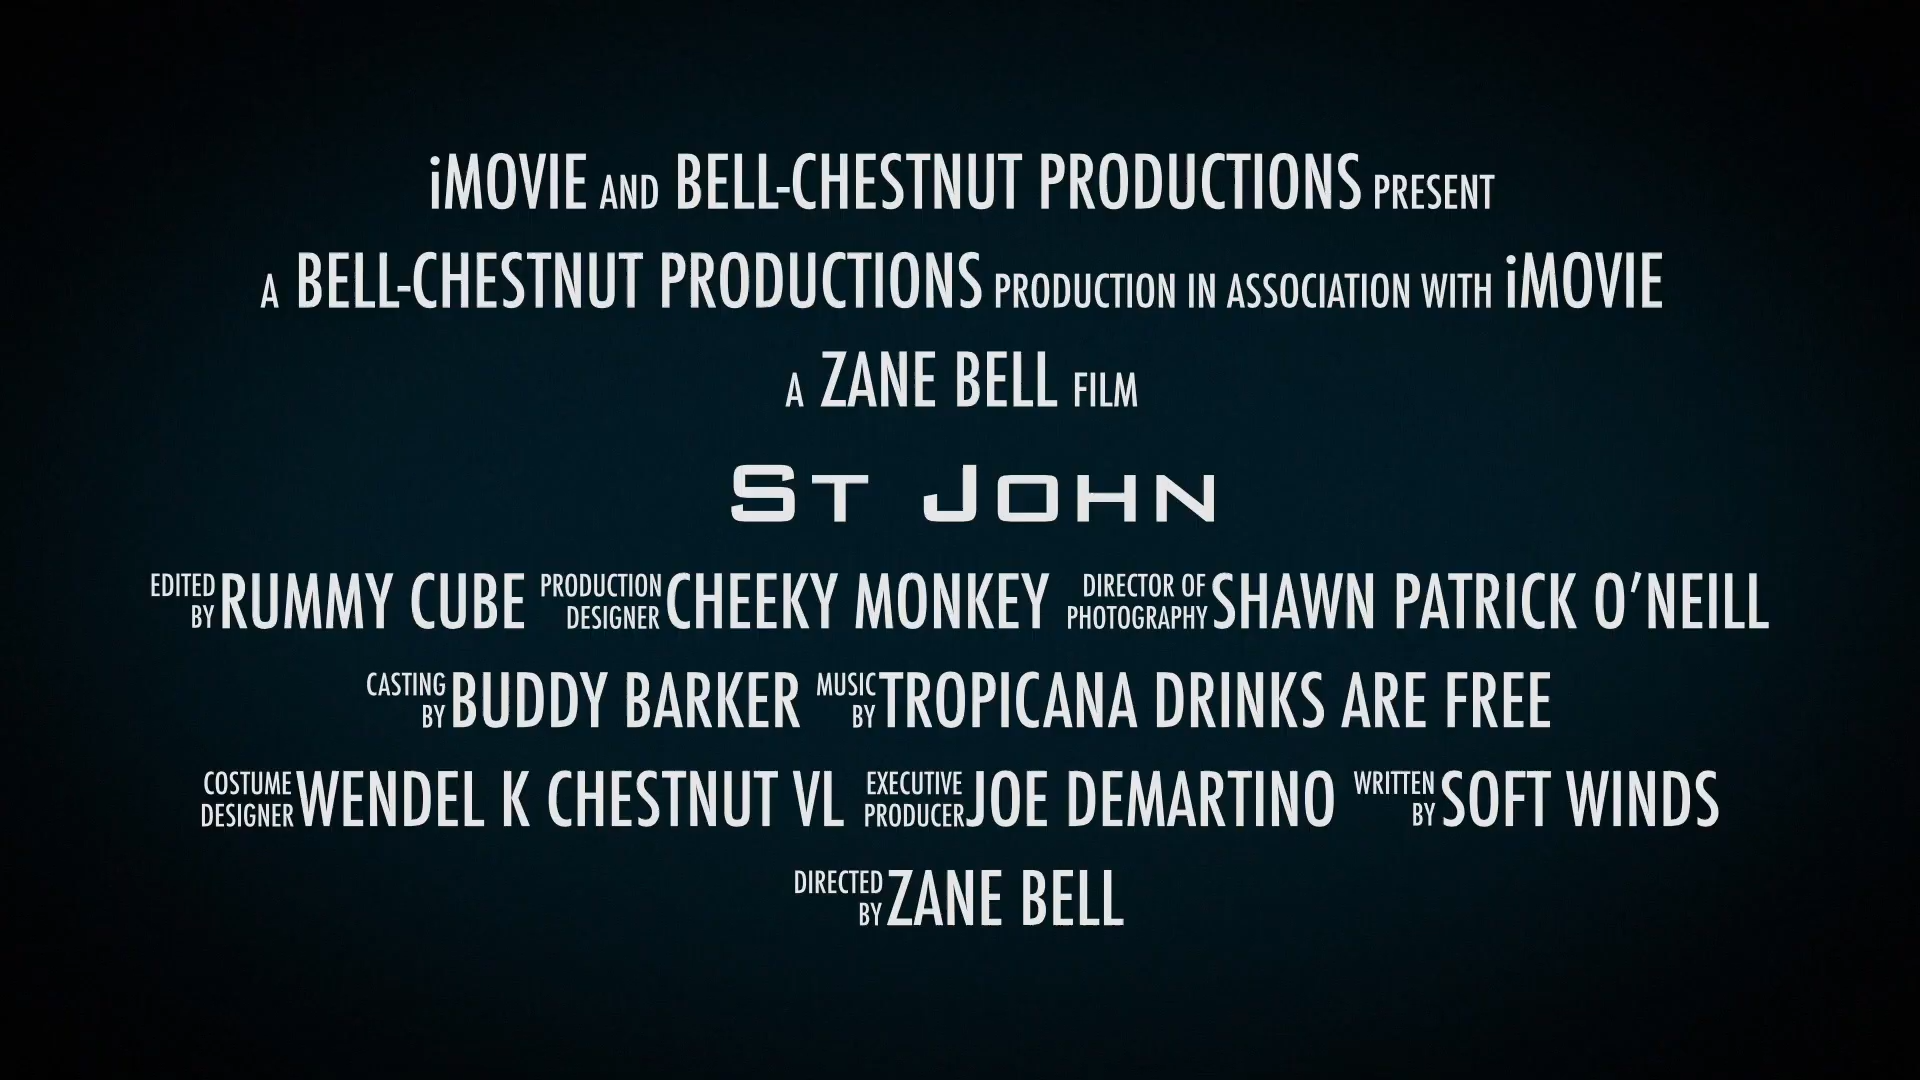 iMOVIE AND BELL-CHESTNUT PRODUCTIONS PRESENT
A BELL-CHESTNUT PRODUCTIONS PRODUCTION IN ASSOCIATION WITH iMOVIE
A ZANE BELL FILM
ST JOHN
EDITED BY RUMMY CUBE PRODUCTION DESIGNER CHEEKY MONKEY DIRECTOR OF PHOTOGRAPHY SHAWN PATRICK O'NEILL
CASTING BY BUDDY BARKER MUSIC BY TROPICANA DRINKS ARE FREE
COSTUME DESIGNER WENDEL K CHESTNUT VL EXECUTIVE PRODUCER JOE DEMARTINO WRITTEN BY SOFT WINDS
DIRECTED BY ZANE BELL